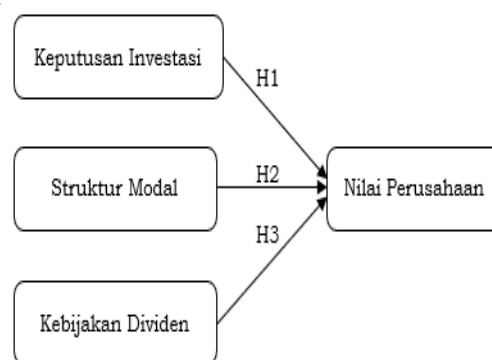 Keputusan Investasi
H1
Struktur Modal
H2
Nilai Perusahaan
H3
Kebijakan Dividen